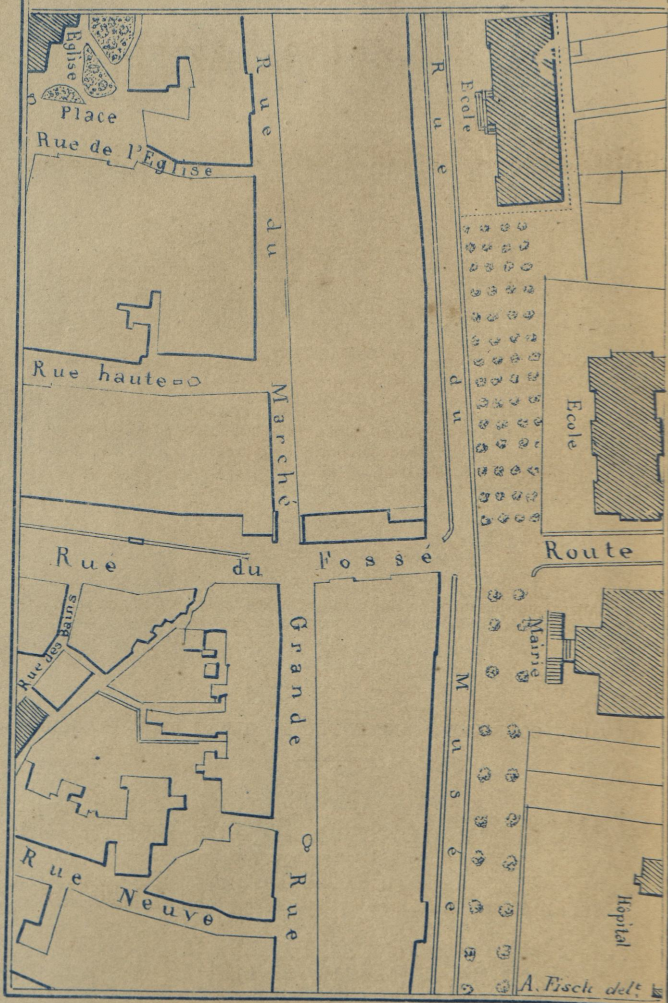 Eglise
Place
Rue de l'Eglise
Rue du Marché
Rue du Musée
Ecole
Rue haute
Ecole
Rue du Fossé
Route
Rue des Bains
Grande Rue
Mairie
Rue Neuve
Hôpital
A. Fisch delt.